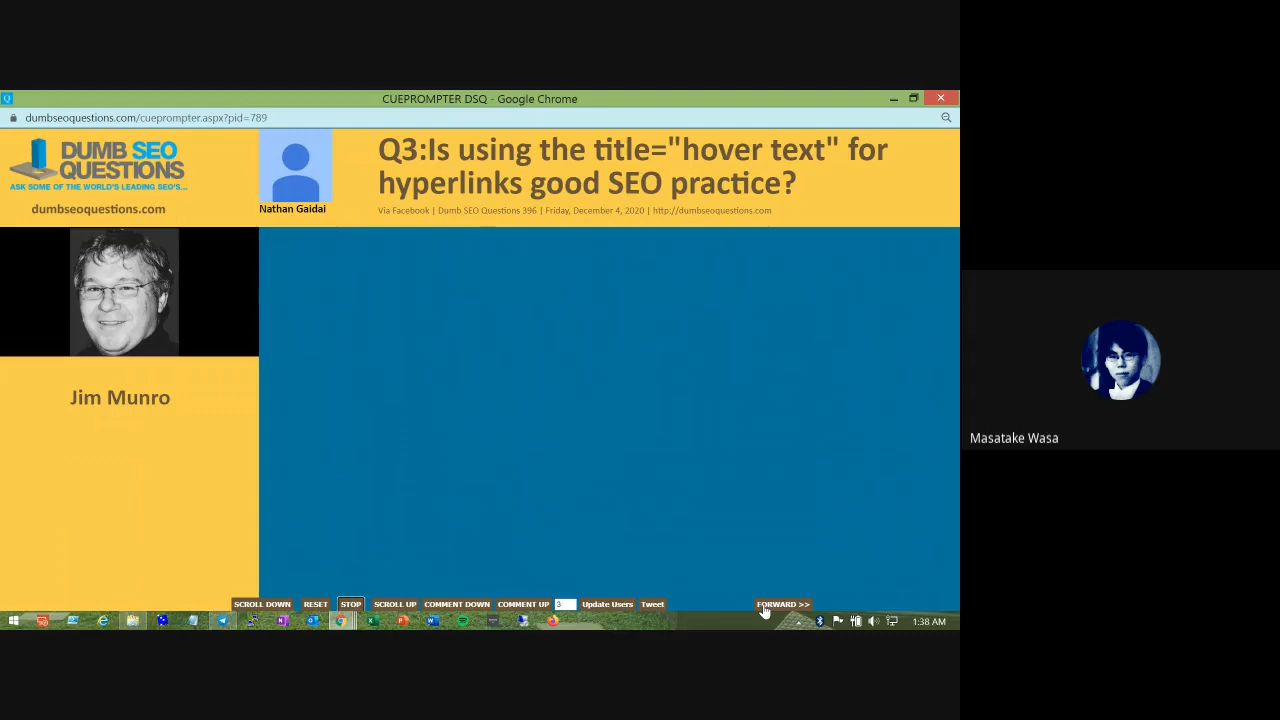 CUEPROMPTER DSQ - Google Chrome
dumbseoquestions.com/cueprompter.aspx?pid=789
DUMB SEO
QUESTIONS
ASK SOME OF THE WORLD'S LEADING SEO'S...
dumbseoquestions.com
Nathan Gaidai
Q3:Is using the title="hover text" for
hyperlinks good SEO practice?
Via Facebook | Dumb SEO Questions 396 | Friday, December 4, 2020 | http://dumbseoquestions.com
Jim Munro
Masatake Wasa
SCROLL DOWN RESET STOP SCROLL UP COMMENT DOWN COMMENT UP 3 Update Users Tweet FORWARD >>
1:38 AM